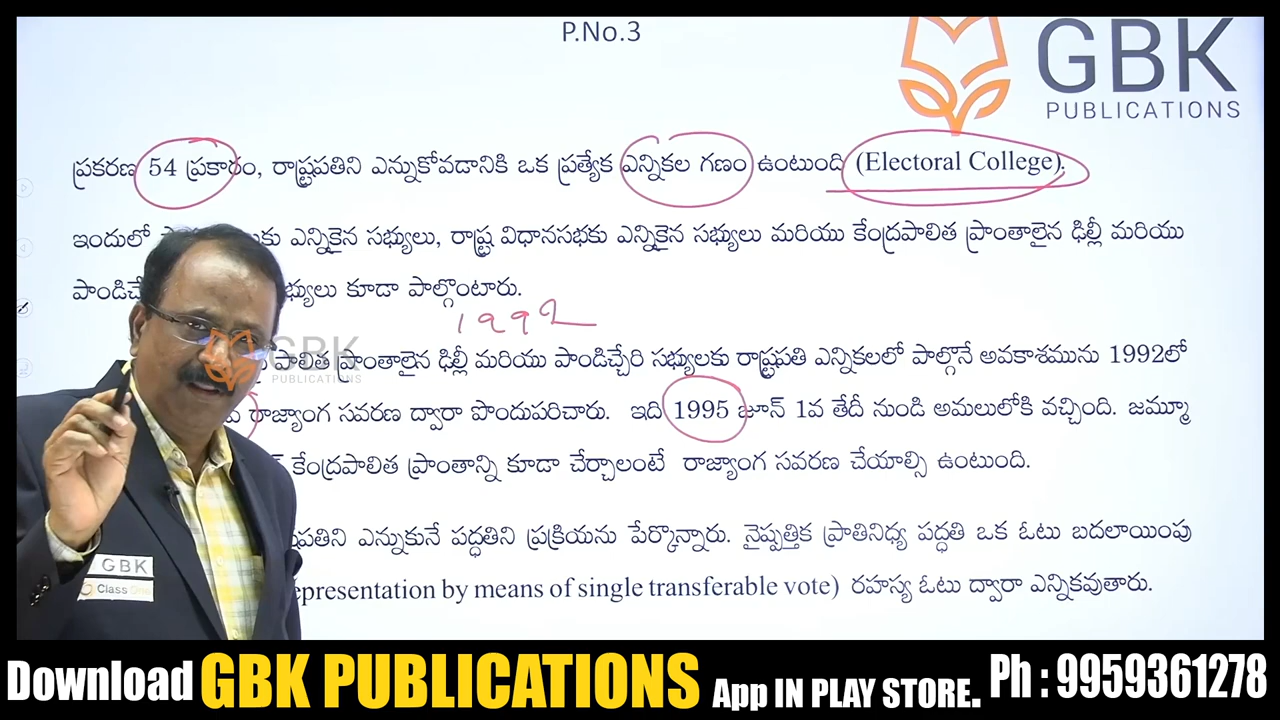 P.No.3
GBK
PUBLICATIONS
ప్రకరణ 54 ప్రకారం, రాష్ట్రపతిని ఎన్నుకోవడానికి ఒక ప్రత్యేక ఎన్నికల గణం ఉంటుంది (Electoral College).
ఇందులో ఎన్నికైన సభ్యులు, రాష్ట్ర విధానసభకు ఎన్నికైన సభ్యులు మరియు కేంద్రపాలిత ప్రాంతాలైన ఢిల్లీ మరియు
కూడా పాల్గొంటారు.
1992
ప్రాంతాలైన ఢిల్లీ మరియు పాండిచ్చేరి సభ్యులకు రాష్ట్రపతి ఎన్నికలలో పాల్గొనే అవకాశమును 1992లో
రాజ్యాంగ సవరణ ద్వారా పొందుపరిచారు. ఇది 1995 జూన్ 1వ తేదీ నుండి అమలులోకి వచ్చింది. జమ్మూ
కేంద్రపాలిత ప్రాంతాన్ని కూడా చేర్చాలంటే రాజ్యాంగ సవరణ చేయాల్సి ఉంటుంది.
ఎన్నుకునే పద్ధతిని ప్రక్రియను పేర్కొన్నారు. నైష్పత్తిక ప్రాతినిధ్య పద్ధతి ఒక ఓటు బదలాయింపు
by means of single transferable vote) రహస్య ఓటు ద్వారా ఎన్నికవుతారు.
GBK
PUBLICATIONS
GBK
Class
Download GBK PUBLICATIONS App IN PLAY STORE. Ph : 9959361278